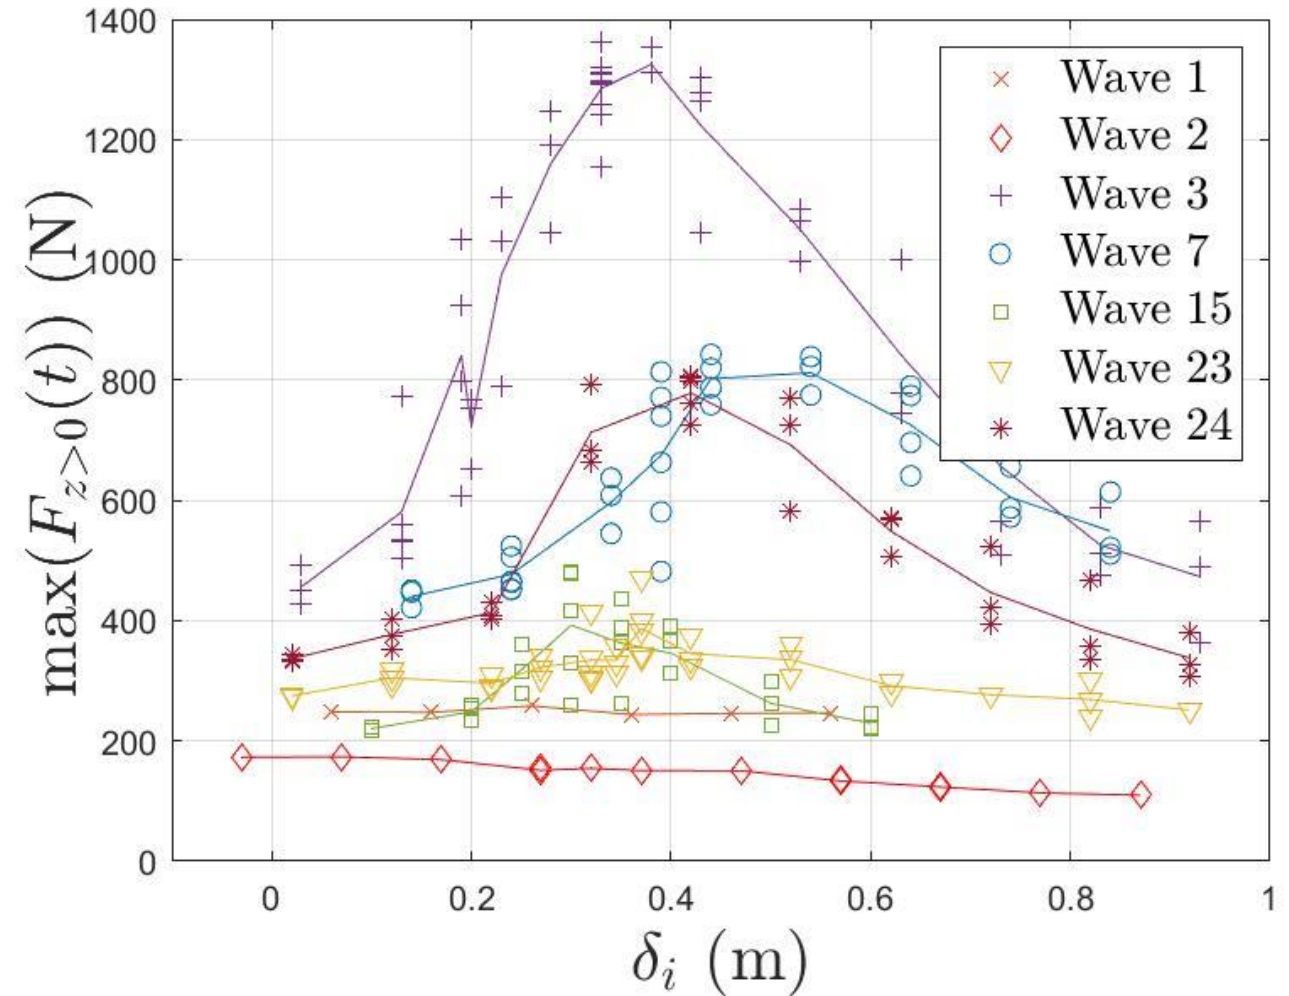 1400
1200
1000
800
600
400
200
0
max(F_{z>0}(t)) (N)
Wave 1
Wave 2
Wave 3
Wave 7
Wave 15
Wave 23
Wave 24
0 0.2 0.4 0.6 0.8 1
δ_i (m)